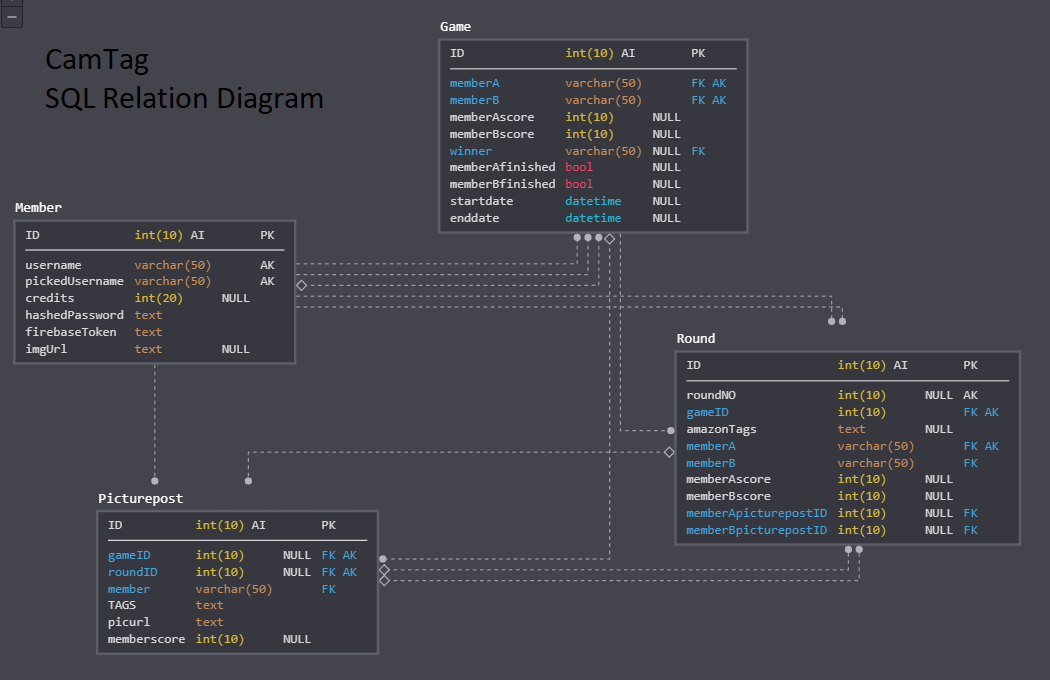 CamTag
SQL Relation Diagram
Game
ID int(10) AI PK
memberA varchar(50) FK AK
memberB varchar(50) FK AK
memberAscore int(10) NULL
memberBscore int(10) NULL
winner varchar(50) NULL FK
memberAfinished bool NULL
memberBfinished bool NULL
startdate datetime NULL
enddate datetime NULL
Member
ID int(10) AI PK
username varchar(50) AK
pickedUsername varchar(50) AK
credits int(20) NULL
hashedPassword text
firebaseToken text
imgUrl text NULL
Round
ID int(10) AI PK
roundNO int(10) NULL AK
gameID int(10) FK AK
amazonTags text NULL
memberA varchar(50) FK AK
memberB varchar(50) FK
memberAscore int(10) NULL
memberBscore int(10) NULL
memberApicturepostID int(10) NULL FK
memberBpicturepostID int(10) NULL FK
Picturepost
ID int(10) AI PK
gameID int(10) NULL FK AK
roundID int(10) NULL FK AK
member varchar(50) FK
TAGS text
picurl text
memberscore int(10) NULL